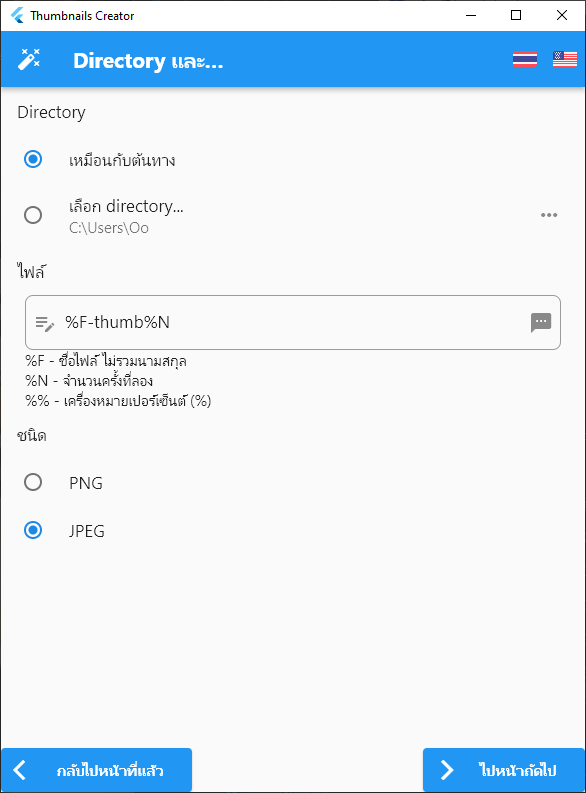 Thumbnails Creator
Directory และ...
Directory
เหมือนกับต้นทาง
เลือก directory...
C:\Users\Oo
ไฟล์
%F-thumb%N
%F - ชื่อไฟล์ ไม่รวมนามสกุล
%N - จำนวนครั้งที่ลอง
%% - เครื่องหมายเปอร์เซ็นต์ (%)
ชนิด
PNG
JPEG
กลับไปหน้าที่แล้ว
ไปหน้าถัดไป